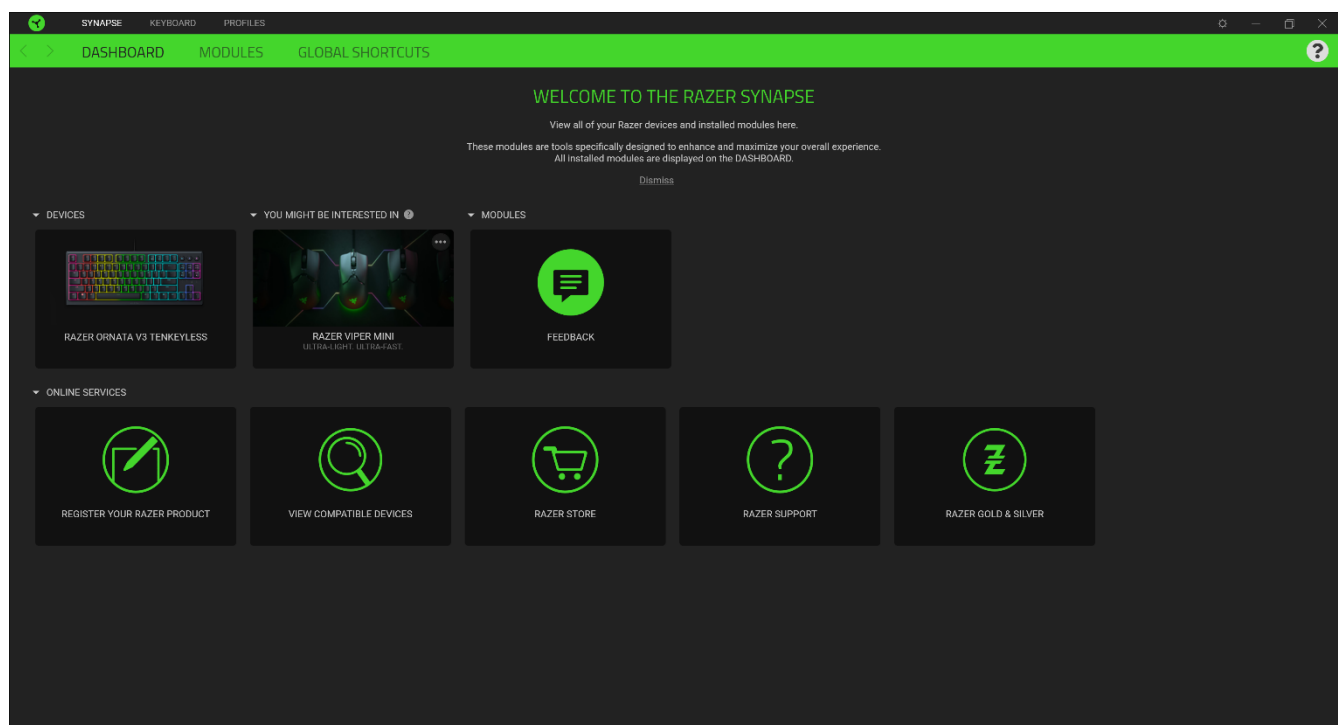 SYNAPSE KEYBOARD PROFILES
DASHBOARD MODULES GLOBAL SHORTCUTS ?
WELCOME TO THE RAZER SYNAPSE
View all of your Razer devices and installed modules here.
These modules are tools specifically designed to enhance and maximize your overall experience.
All installed modules are displayed on the DASHBOARD.
Dismiss
DEVICES
YOU MIGHT BE INTERESTED IN ?
MODULES
RAZER ORNATA V3 TENKEYLESS
RAZER VIPER MINI
ULTRA-LIGHT. ULTRA-FAST.
FEEDBACK
ONLINE SERVICES
REGISTER YOUR RAZER PRODUCT
VIEW COMPATIBLE DEVICES
RAZER STORE
RAZER SUPPORT
RAZER GOLD & SILVER